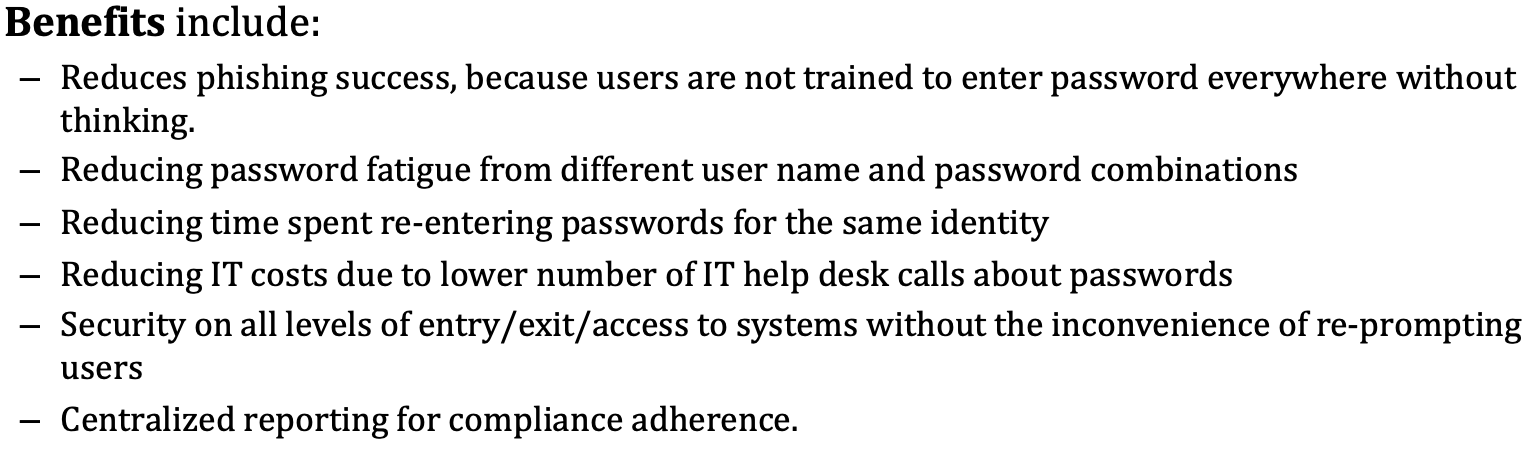 Benefits include:
– Reduces phishing success, because users are not trained to enter password everywhere without
thinking.
– Reducing password fatigue from different user name and password combinations
– Reducing time spent re-entering passwords for the same identity
– Reducing IT costs due to lower number of IT help desk calls about passwords
– Security on all levels of entry/exit/access to systems without the inconvenience of re-prompting
users
– Centralized reporting for compliance adherence.